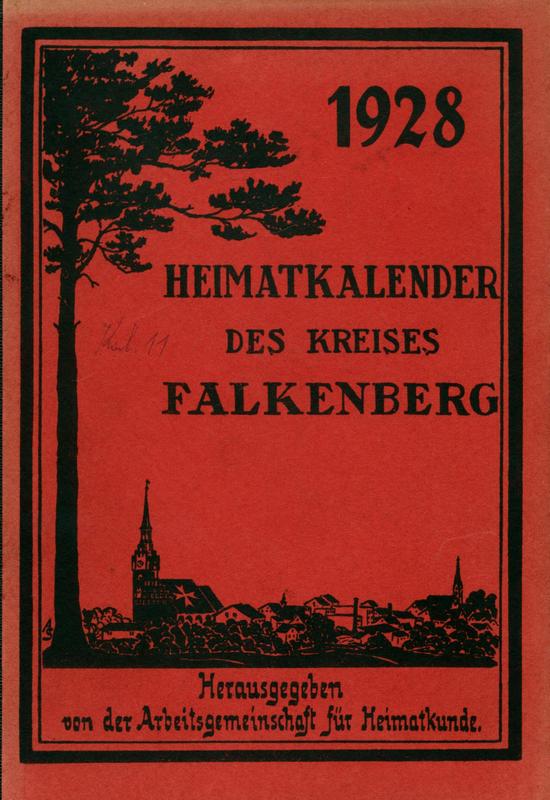 1928
HEIMATKALENDER
DES KREISES
FALKENBERG
Herausgegeben
von der Arbeitsgemeinschaft für Heimatkunde.